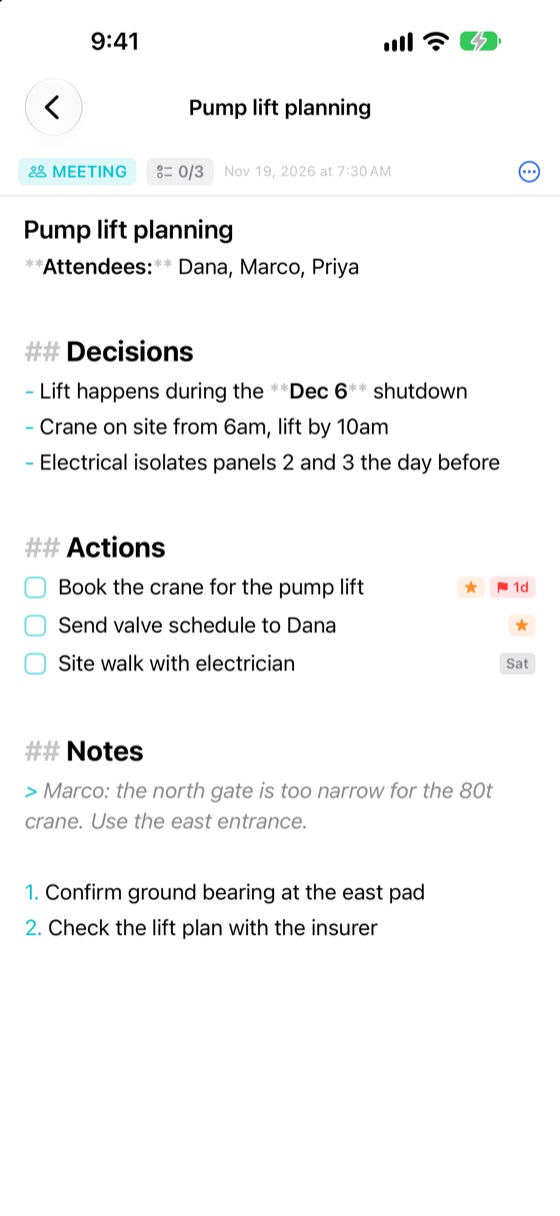 9:41
Pump lift planning
MEETING 0/3 Nov 19, 2026 at 7:30 AM
Pump lift planning
**Attendees:** Dana, Marco, Priya
## Decisions
- Lift happens during the **Dec 6** shutdown
- Crane on site from 6am, lift by 10am
- Electrical isolates panels 2 and 3 the day before
## Actions
Book the crane for the pump lift 1d
Send valve schedule to Dana
Site walk with electrician Sat
## Notes
> Marco: the north gate is too narrow for the 80t
crane. Use the east entrance.
1. Confirm ground bearing at the east pad
2. Check the lift plan with the insurer